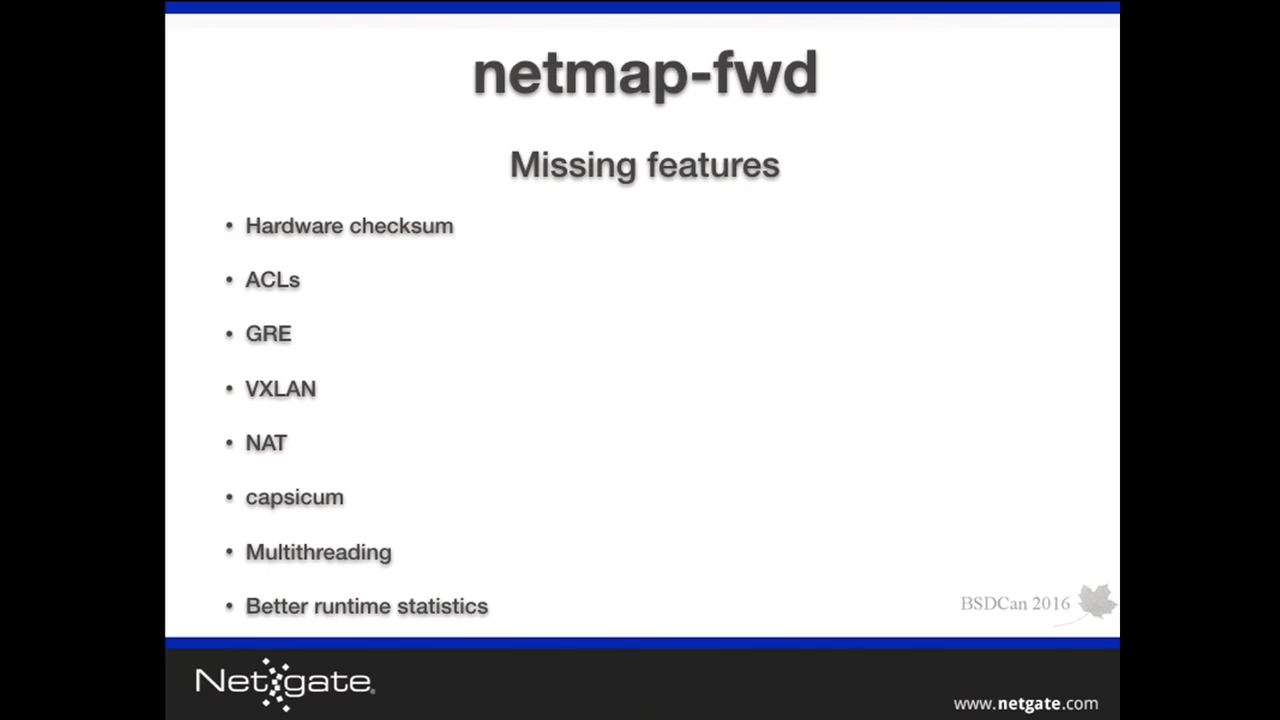 netmap-fwd
Missing features
• Hardware checksum
• ACLs
• GRE
• VXLAN
• NAT
• capsicum
• Multithreading
• Better runtime statistics
BSDCan 2016
Netgate®
www.netgate.com